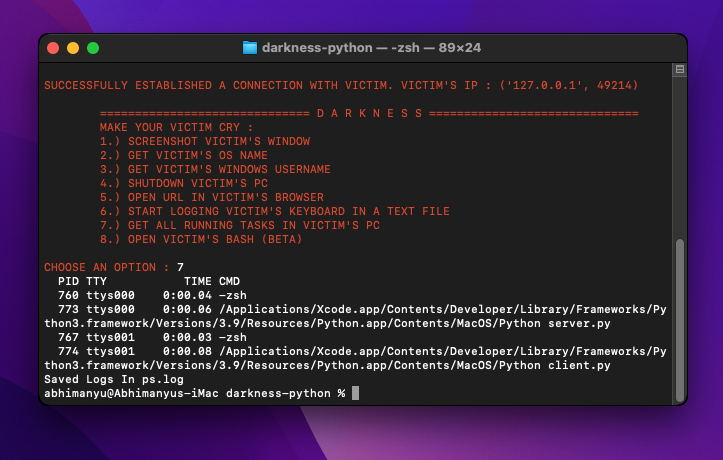 darkness-python — -zsh — 89×24
SUCCESSFULLY ESTABLISHED A CONNECTION WITH VICTIM. VICTIM'S IP : ('127.0.0.1', 49214)
============================== D A R K N E S S ==============================
MAKE YOUR VICTIM CRY :
1.) SCREENSHOT VICTIM'S WINDOW
2.) GET VICTIM'S OS NAME
3.) GET VICTIM'S WINDOWS USERNAME
4.) SHUTDOWN VICTIM'S PC
5.) OPEN URL IN VICTIM'S BROWSER
6.) START LOGGING VICTIM'S KEYBOARD IN A TEXT FILE
7.) GET ALL RUNNING TASKS IN VICTIM'S PC
8.) OPEN VICTIM'S BASH (BETA)
CHOOSE AN OPTION : 7
PID TTY TIME CMD
760 ttys000 0:00.04 -zsh
773 ttys000 0:00.06 /Applications/Xcode.app/Contents/Developer/Library/Frameworks/Py
thon3.framework/Versions/3.9/Resources/Python.app/Contents/MacOS/Python server.py
767 ttys001 0:00.03 -zsh
774 ttys001 0:00.08 /Applications/Xcode.app/Contents/Developer/Library/Frameworks/Py
thon3.framework/Versions/3.9/Resources/Python.app/Contents/MacOS/Python client.py
Saved Logs In ps.log
abhimanyu@Abhimanyus-iMac darkness-python %